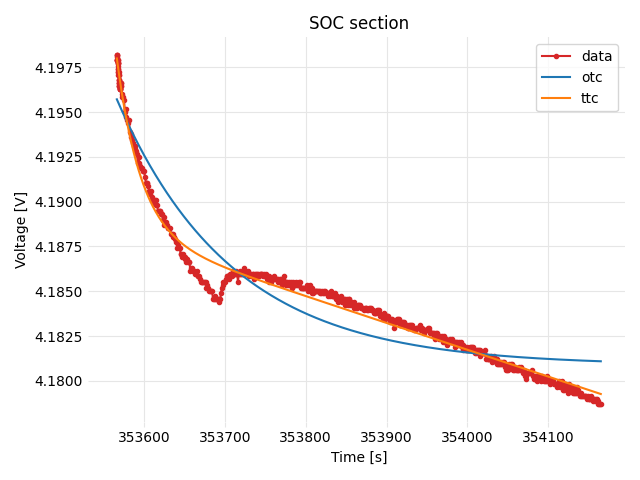 SOC section
data
otc
ttc
Voltage [V]
4.1975
4.1950
4.1925
4.1900
4.1875
4.1850
4.1825
4.1800
353600 353700 353800 353900 354000 354100
Time [s]